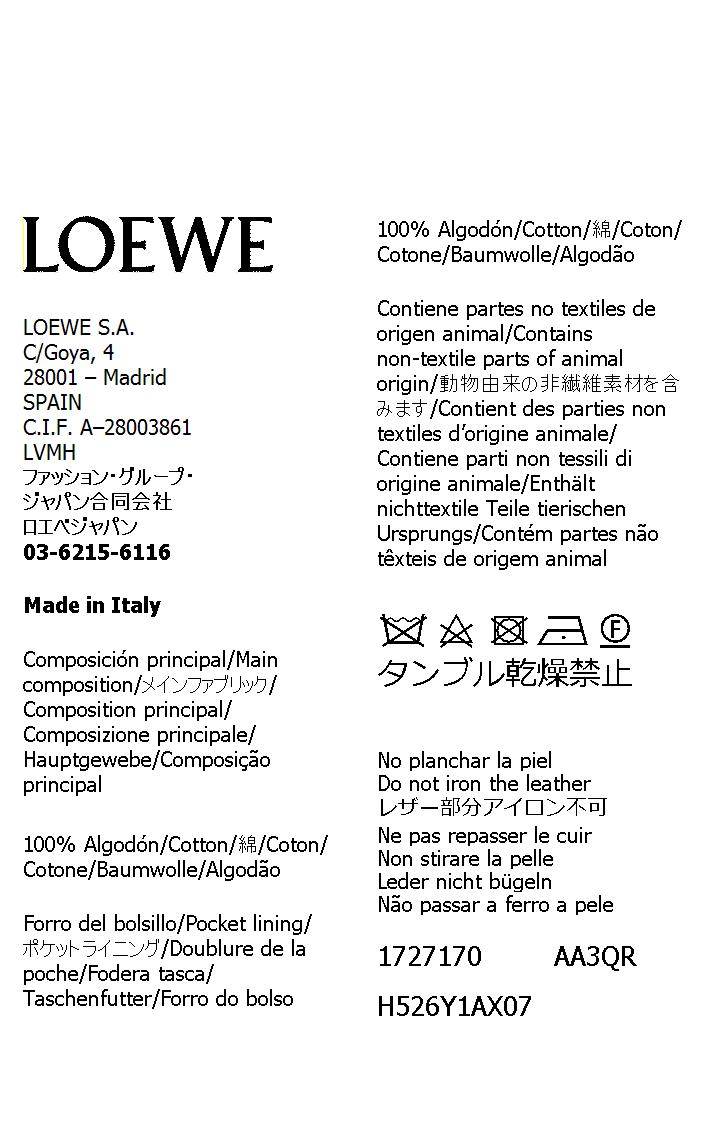 LOEWE
LOEWE S.A.
C/Goya, 4
28001 – Madrid
SPAIN
C.I.F. A–28003861
LVMH
ファッション・グループ・
ジャパン合同会社
ロエベジャパン
03-6215-6116
Made in Italy
Composición principal/Main
composition/メインファブリック/
Composition principal/
Composizione principale/
Hauptgewebe/Composição
principal
100% Algodón/Cotton/綿/Coton/
Cotone/Baumwolle/Algodão
Forro del bolsillo/Pocket lining/
ポケットライニング/Doublure de la
poche/Fodera tasca/
Taschenfutter/Forro do bolso
100% Algodón/Cotton/綿/Coton/
Cotone/Baumwolle/Algodão
Contiene partes no textiles de
origen animal/Contains
non-textile parts of animal
origin/動物由来の非繊維素材を含
みます/Contient des parties non
textiles d’origine animale/
Contiene parti non tessili di
origine animale/Enthält
nichttextile Teile tierischen
Ursprungs/Contém partes não
têxteis de origem animal
F
タンブル乾燥禁止
No planchar la piel
Do not iron the leather
レザー部分アイロン不可
Ne pas repasser le cuir
Non stirare la pelle
Leder nicht bügeln
Não passar a ferro a pele
1727170 AA3QR
H526Y1AX07